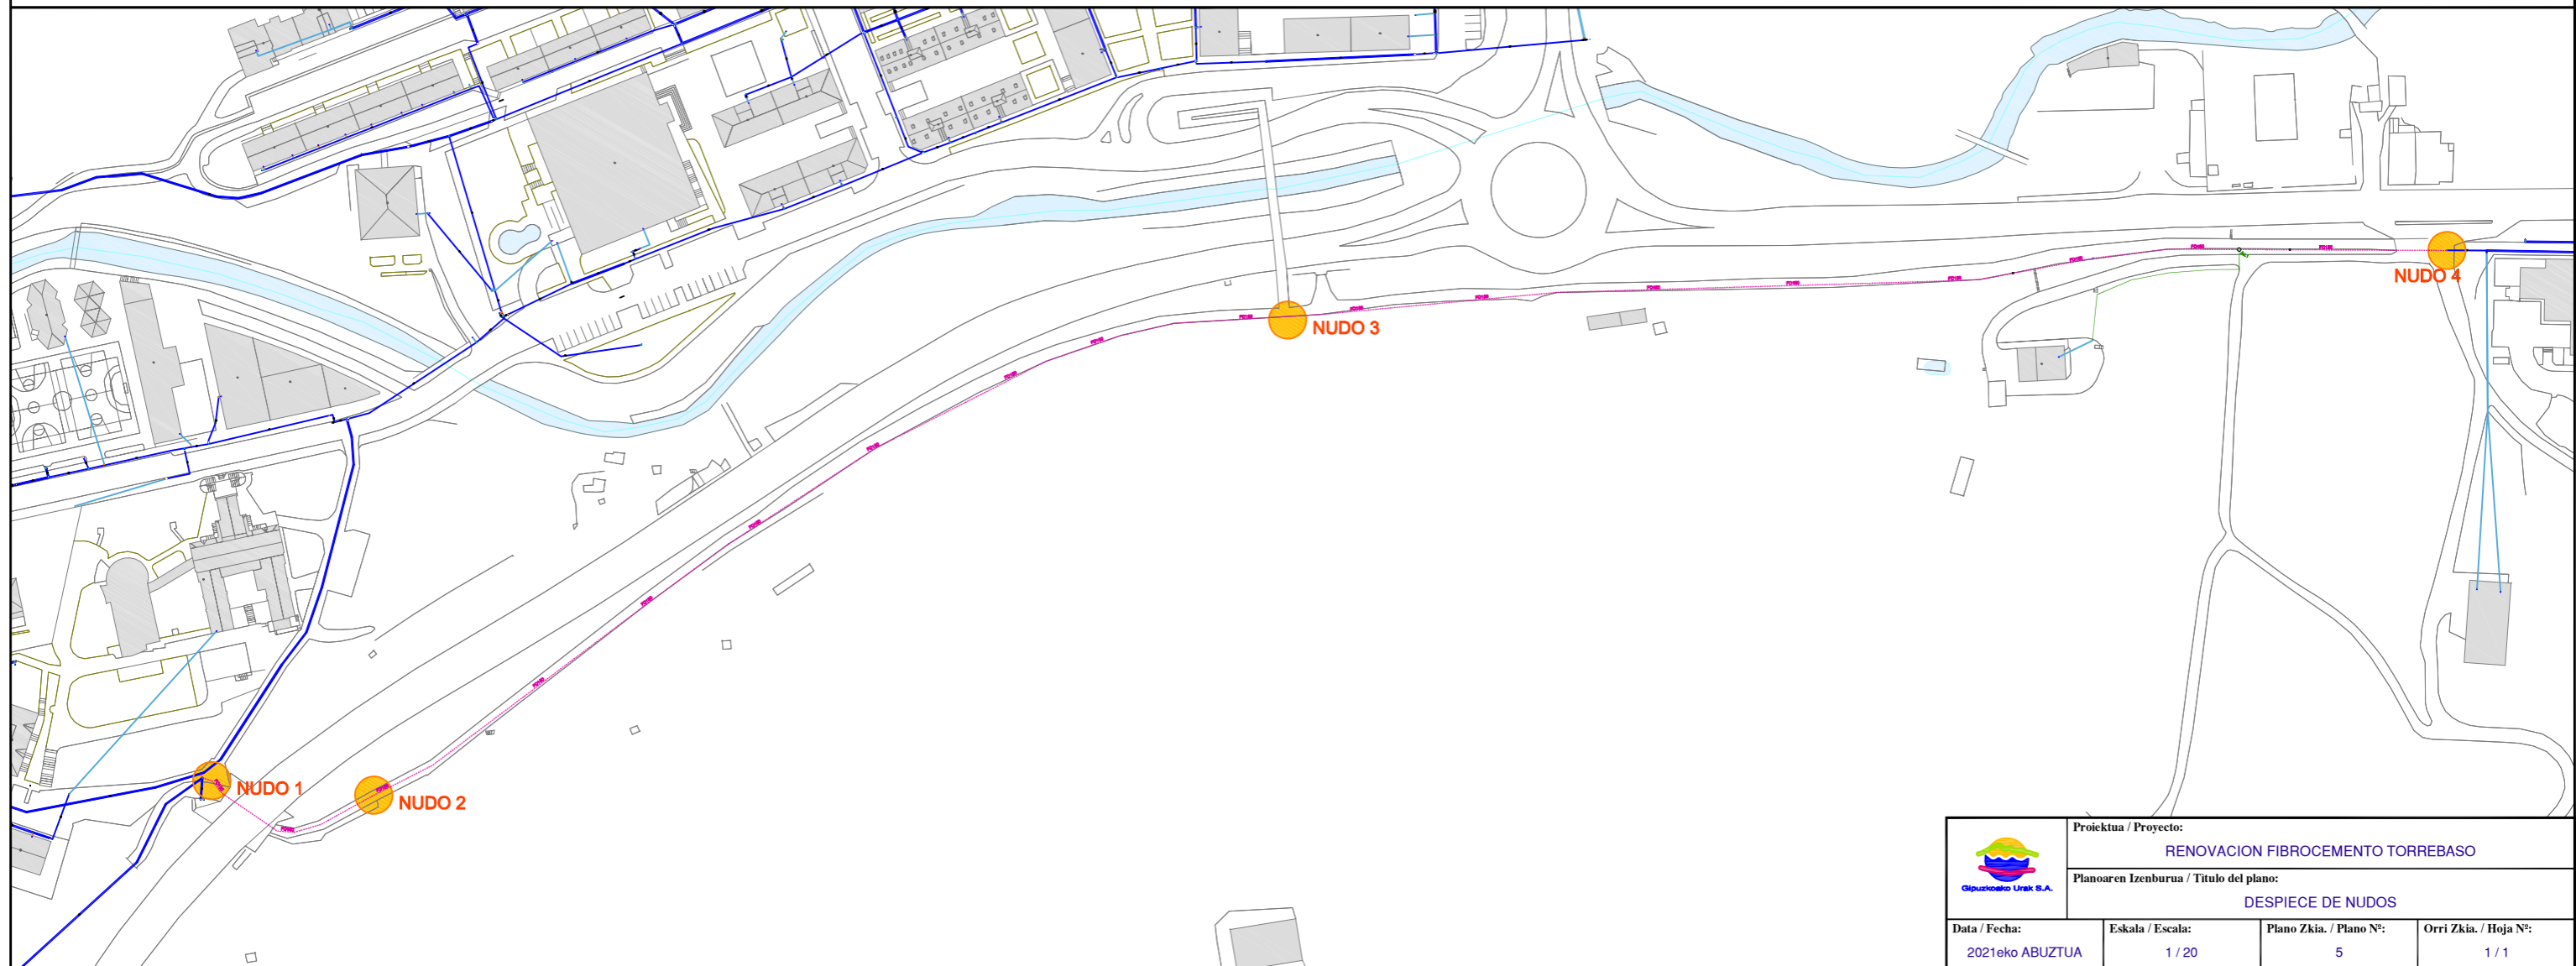 NUDO 4
NUDO 3
NUDO 1
NUDO 2
Gipuzkoako Urak S.A.
Proiektua / Proyecto:
RENOVACION FIBROCEMENTO TORREBASO
Planoaren Izenburua / Titulo del plano:
DESPIECE DE NUDOS
Data / Fecha:
2021eko ABUZTUA
Eskala / Escala:
1 / 20
Plano Zkia. / Plano Nº:
5
Orri Zkia. / Hoja Nº:
1 / 1